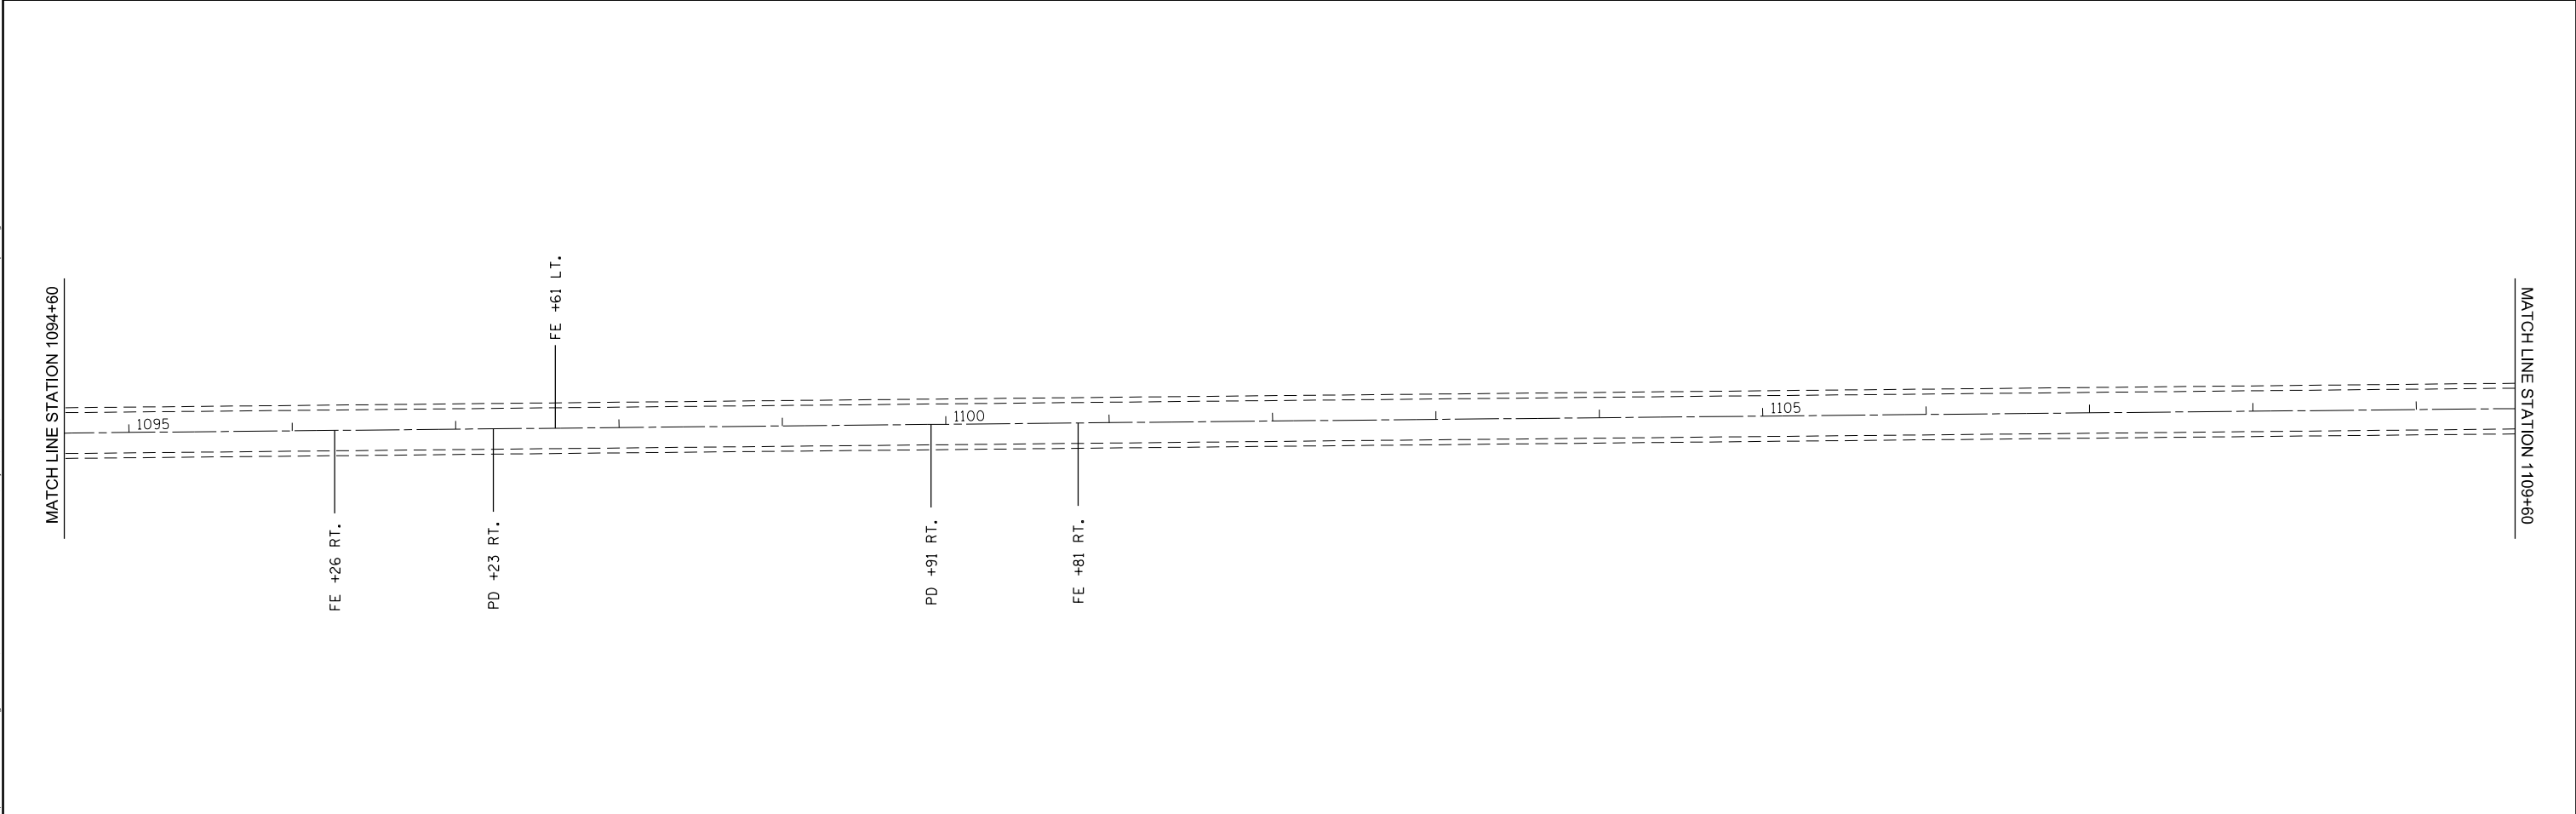 MATCH LINE STATION 1094+60
1095
FE +26 RT.
PD +23 RT.
FE +61 LT.
PD +91 RT.
1100
FE +81 RT.
1105
MATCH LINE STATION 1109+60